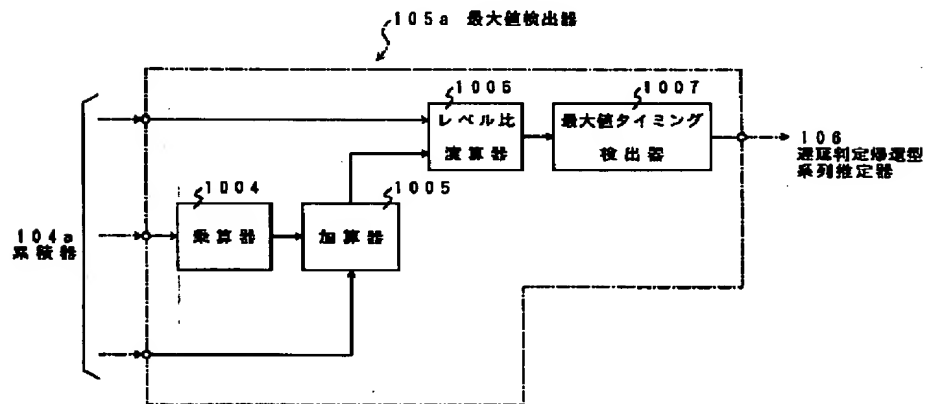 105a 最大値検出器
1006
レベル比
演算器
1007
最大値タイミング
検出器
106
遅延判定帰還型
系列推定器
1004
乗算器
1005
加算器
104a
累積器